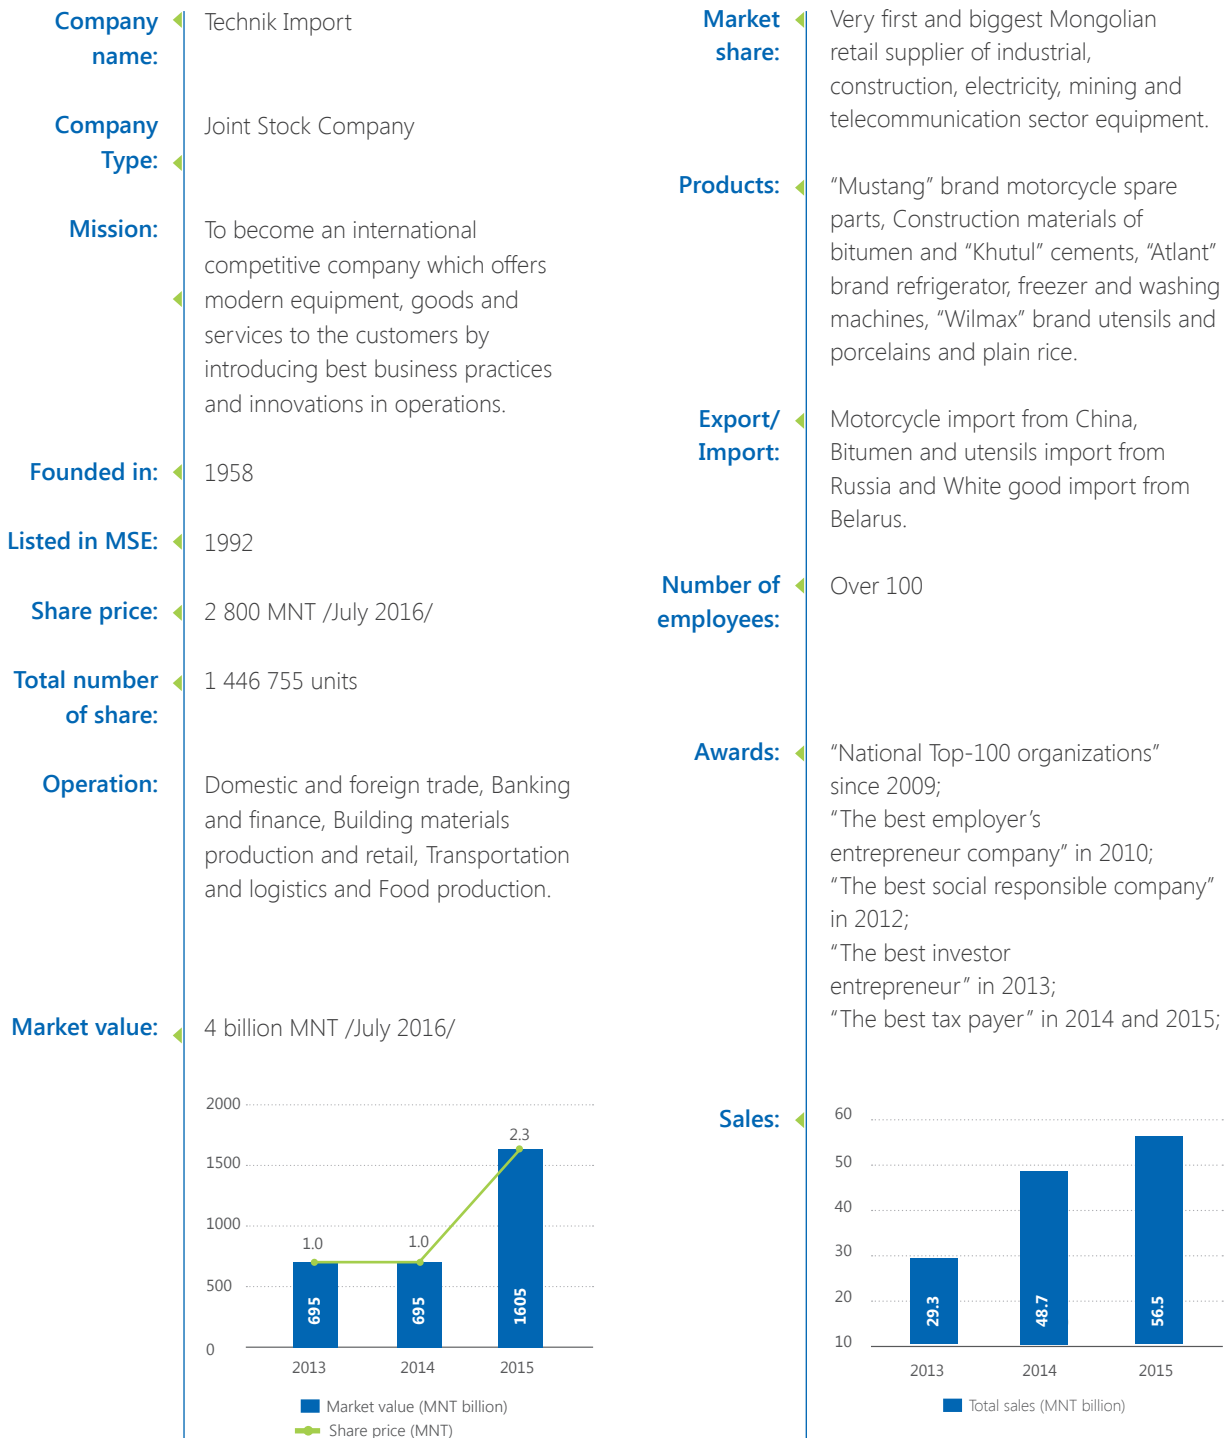 Company
name:
Technik Import
Company
Type:
Joint Stock Company
Mission:
To become an international
competitive company which offers
modern equipment, goods and
services to the customers by
introducing best business practices
and innovations in operations.
Founded in:
1958
Listed in MSE:
1992
Share price:
2 800 MNT /July 2016/
Total number
of share:
1 446 755 units
Operation:
Domestic and foreign trade, Banking
and finance, Building materials
production and retail, Transportation
and logistics and Food production.
Market value:
4 billion MNT /July 2016/
2000
1500
1000
500
0
1.0
1.0
2.3
695
695
1605
2013
2014
2015
Market value (MNT billion)
Share price (MNT)
Market
share:
Very first and biggest Mongolian
retail supplier of industrial,
construction, electricity, mining and
telecommunication sector equipment.
Products:
“Mustang” brand motorcycle spare
parts, Construction materials of
bitumen and “Khutul” cements, “Atlant”
brand refrigerator, freezer and washing
machines, “Wilmax” brand utensils and
porcelains and plain rice.
Export/
Import:
Motorcycle import from China,
Bitumen and utensils import from
Russia and White good import from
Belarus.
Number of
employees:
Over 100
Awards:
“National Top-100 organizations”
since 2009;
“The best employer’s
entrepreneur company” in 2010;
“The best social responsible company”
in 2012;
“The best investor
entrepreneur” in 2013;
“The best tax payer” in 2014 and 2015;
Sales:
60
50
40
30
20
10
29.3
48.7
56.5
2013
2014
2015
Total sales (MNT billion)